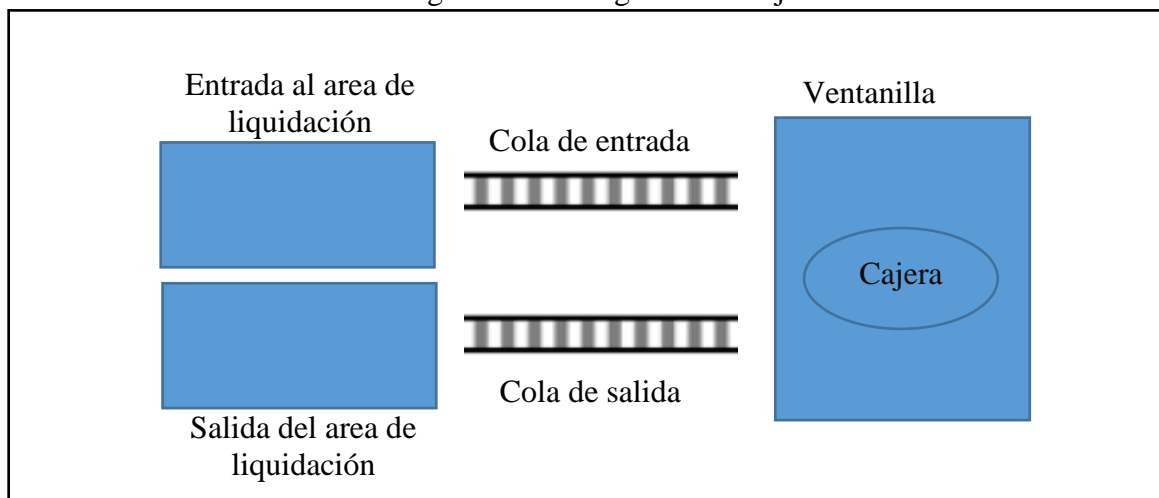 Entrada al area de
liquidación
Ventanilla
Cola de entrada
Cajera
Cola de salida
Salida del area de
liquidación